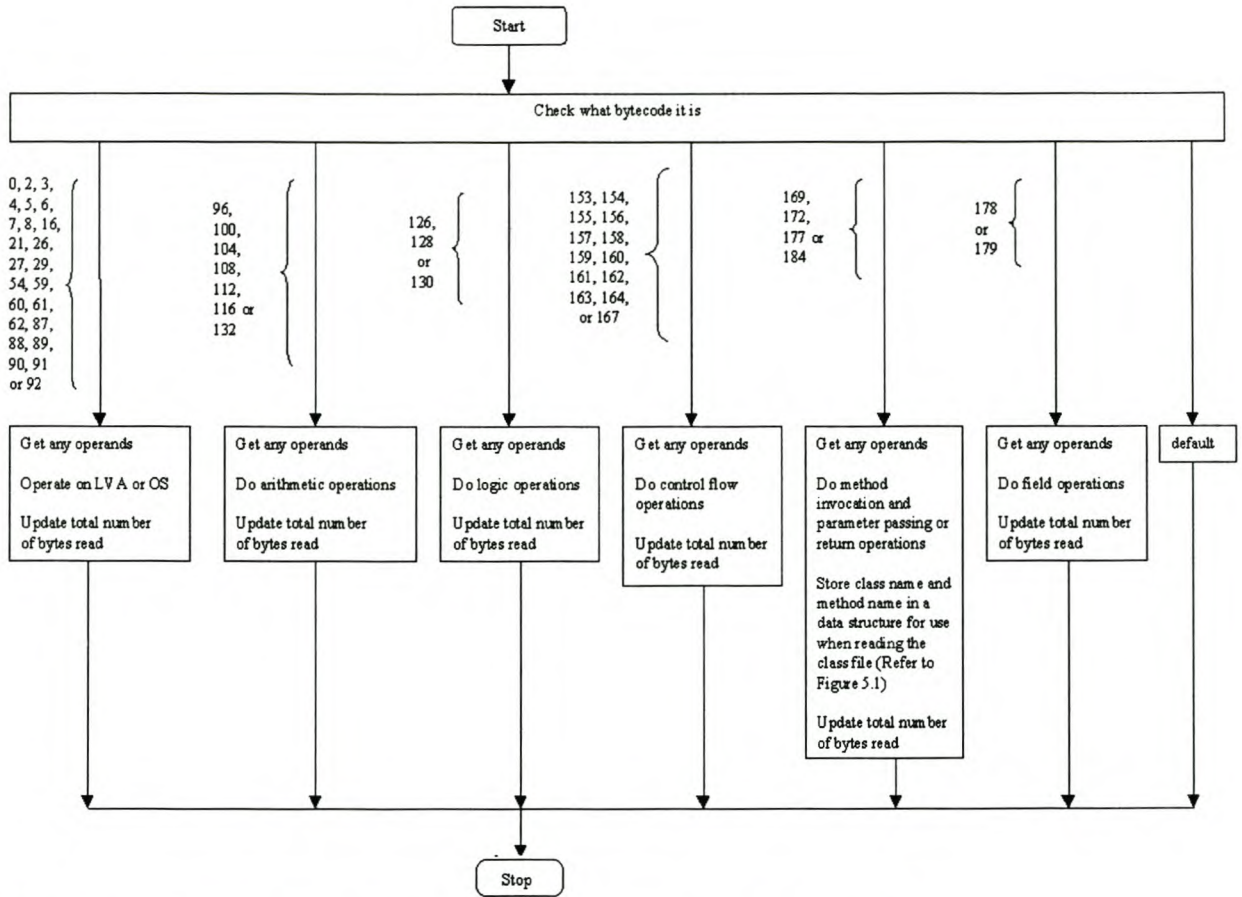 Start
Check what bytecode it is
0, 2, 3,
4, 5, 6,
7, 8, 16,
21, 26,
27, 29,
54, 59,
60, 61,
62, 87,
88, 89,
90, 91
or 92
96,
100,
104,
108,
112,
116 or
132
126,
128
or
130
153, 154,
155, 156,
157, 158,
159, 160,
161, 162,
163, 164,
or 167
169,
172,
177 or
184
178
or
179
Get any operands
Operate on LVA or OS
Update total number
of bytes read
Get any operands
Do arithmetic operations
Update total number
of bytes read
Get any operands
Do logic operations
Update total number
of bytes read
Get any operands
Do control flow
operations
Update total number
of bytes read
Get any operands
Do method
invocation and
parameter passing or
return operations
Store class name and
method name in a
data structure for use
when reading the
class file (Refer to
Figure 5.1)
Update total number
of bytes read
Get any operands
Do field operations
Update total number
of bytes read
default
Stop